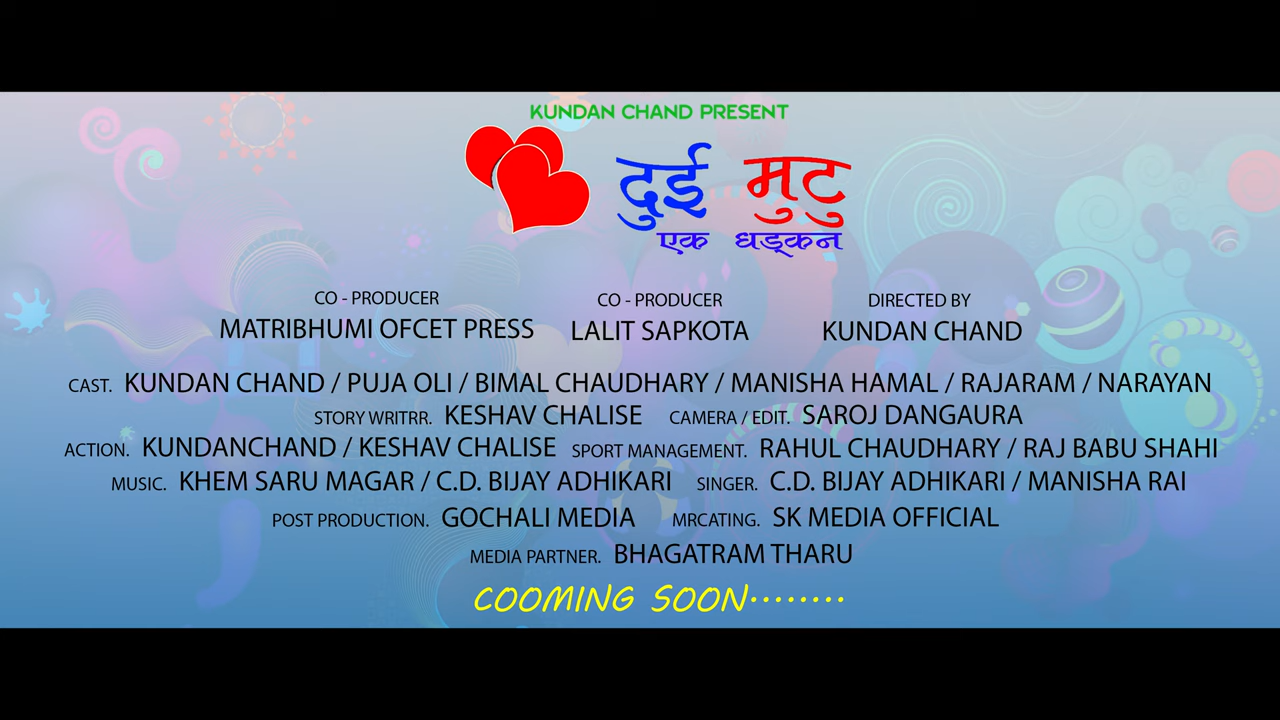 KUNDAN CHAND PRESENT
दुई मुटु
एक धड्कन
CO - PRODUCER CO - PRODUCER DIRECTED BY
MATRIBHUMI OFCET PRESS LALIT SAPKOTA KUNDAN CHAND
CAST. KUNDAN CHAND / PUJA OLI / BIMAL CHAUDHARY / MANISHA HAMAL / RAJARAM / NARAYAN
STORY WRITRR. KESHAV CHALISE CAMERA / EDIT. SAROJ DANGAURA
ACTION. KUNDANCHAND / KESHAV CHALISE SPORT MANAGEMENT. RAHUL CHAUDHARY / RAJ BABU SHAHI
MUSIC. KHEM SARU MAGAR / C.D. BIJAY ADHIKARI SINGER. C.D. BIJAY ADHIKARI / MANISHA RAI
POST PRODUCTION. GOCHALI MEDIA MRCATING. SK MEDIA OFFICIAL
MEDIA PARTNER. BHAGATRAM THARU
COOMING SOON........